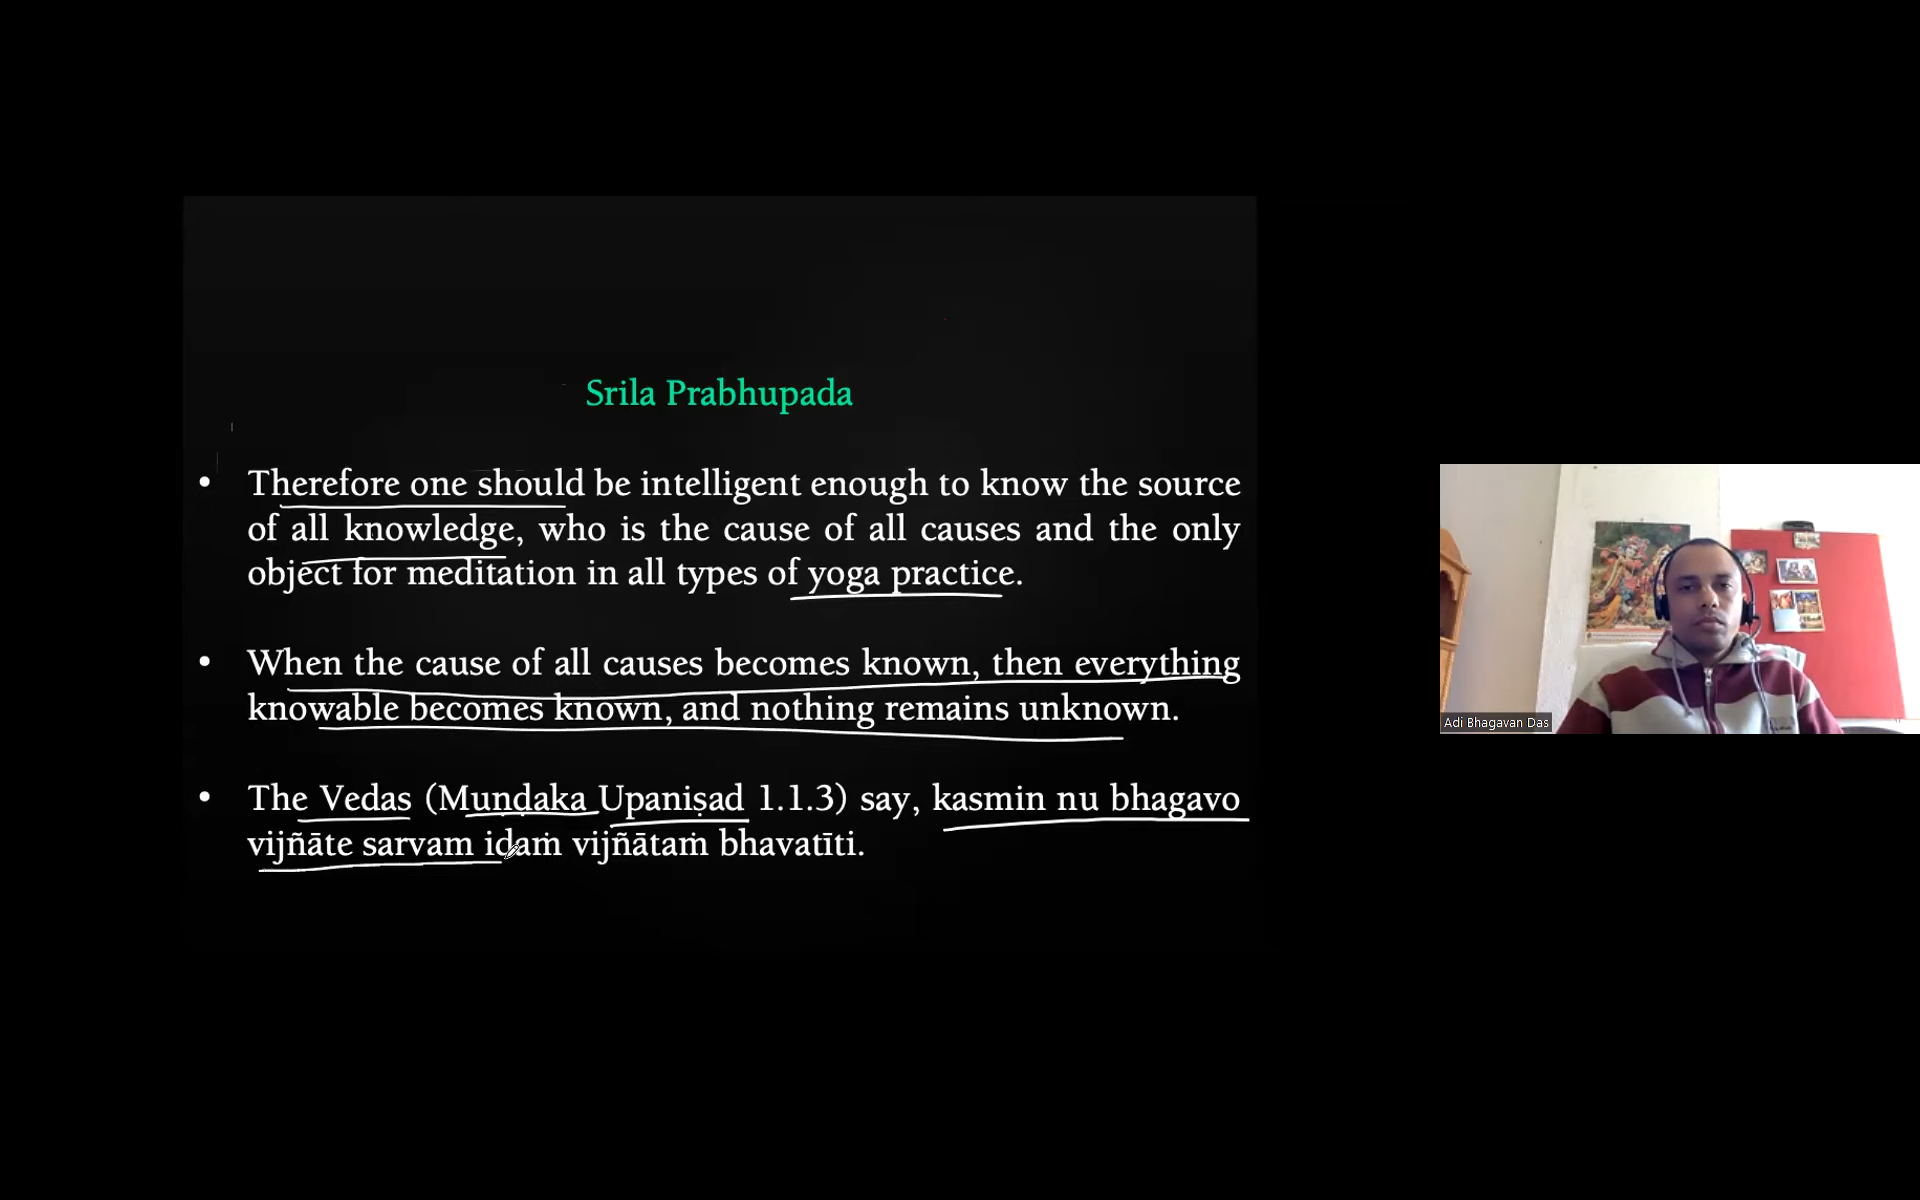 Srila Prabhupada
• Therefore one should be intelligent enough to know the source
of all knowledge, who is the cause of all causes and the only
object for meditation in all types of yoga practice.
• When the cause of all causes becomes known, then everything
knowable becomes known, and nothing remains unknown.
• The Vedas (Muṇḍaka Upaniṣad 1.1.3) say, kasmin nu bhagavo
vijñāte sarvam idaṁ vijñātaṁ bhavatīti.
Adi Bhagavan Das